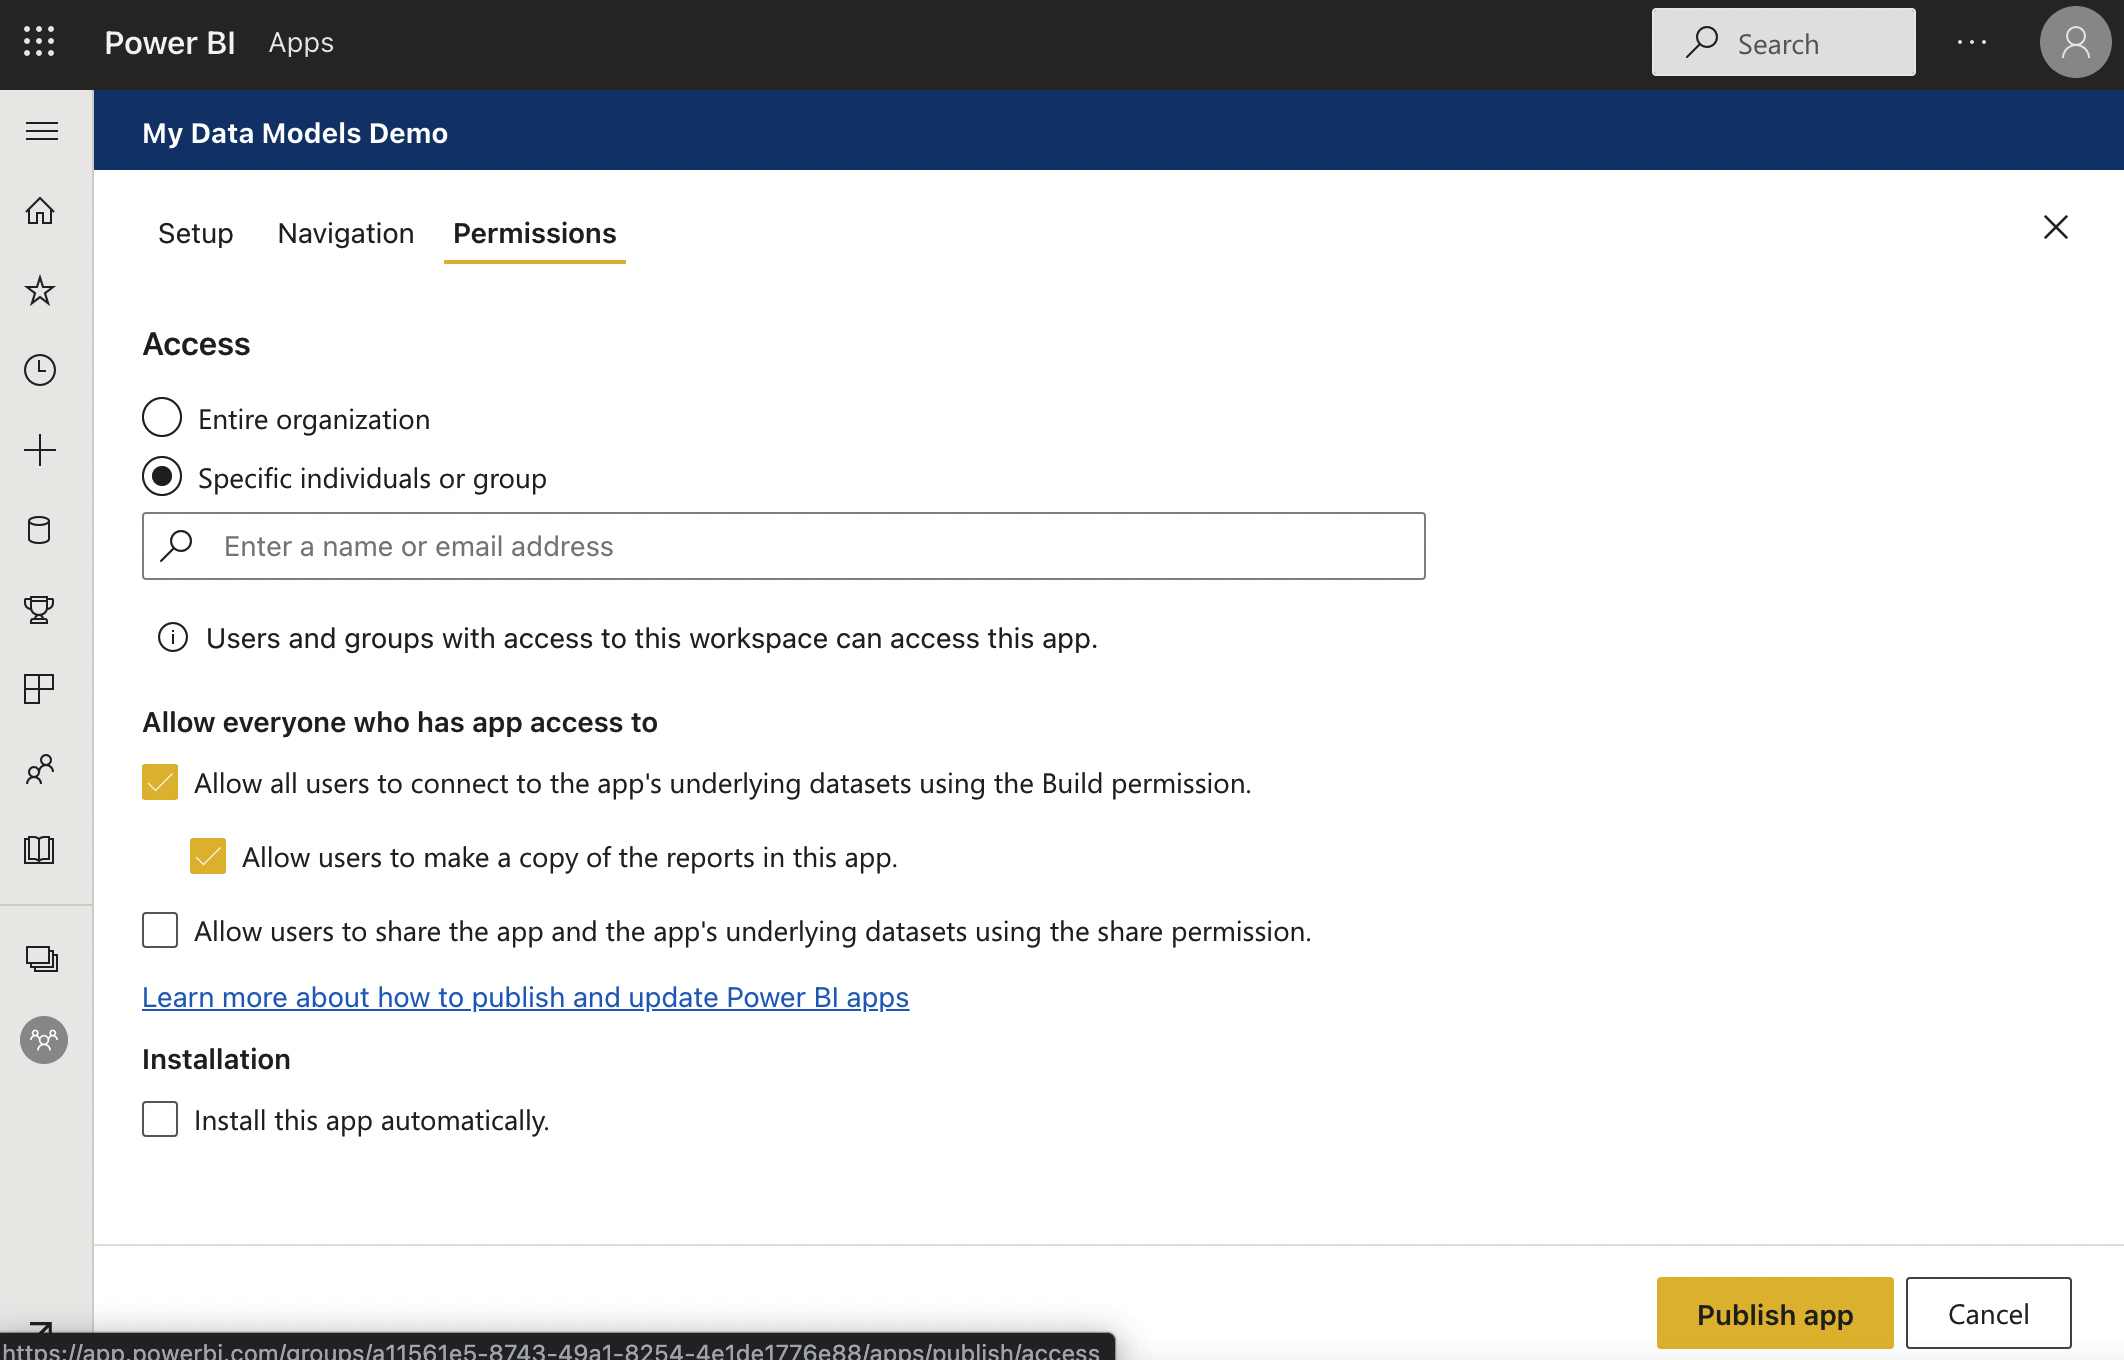 Power BI Apps Search
My Data Models Demo
Setup Navigation Permissions
Access
Entire organization
Specific individuals or group
Enter a name or email address
Users and groups with access to this workspace can access this app.
Allow everyone who has app access to
Allow all users to connect to the app's underlying datasets using the Build permission.
Allow users to make a copy of the reports in this app.
Allow users to share the app and the app's underlying datasets using the share permission.
Learn more about how to publish and update Power BI apps
Installation
Install this app automatically.
Publish app Cancel
https://app.powerbi.com/groups/a11561e5-8743-49a1-8254-4e1de1776e88/apps/publish/access